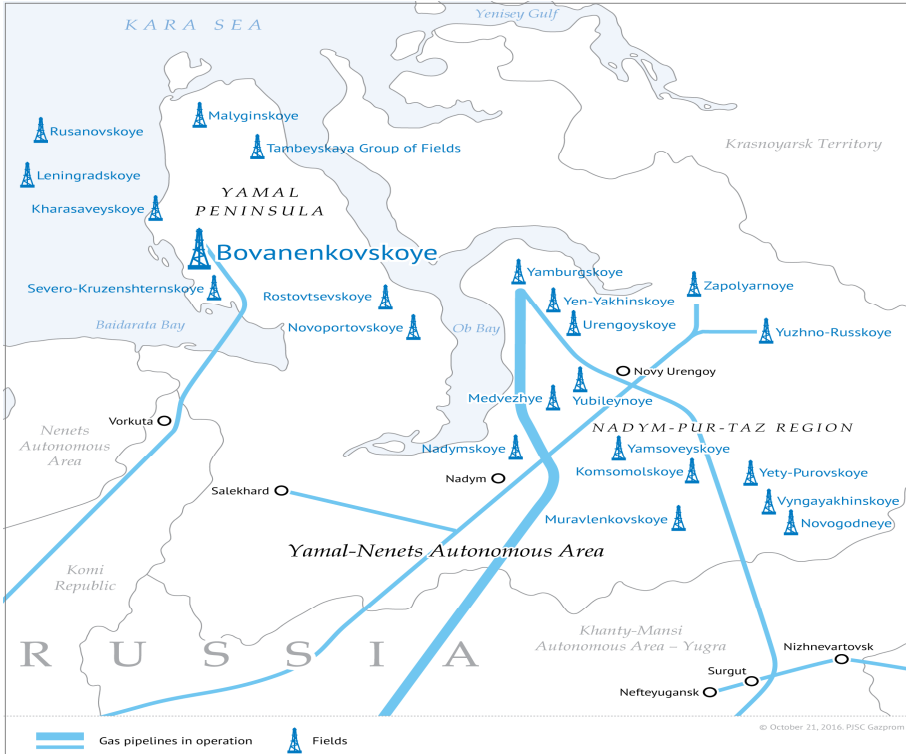 KARA SEA
Yenisey Gulf
Malyginskoye
Rusanovskoye
Tambeyskaya Group of Fields
Krasnoyarsk Territory
Leningradskoye
YAMAL
PENINSULA
Kharasaveyskoye
Bovanenkovskoye
Yamburgskoye
Severo-Kruzenshternskoye
Rostovtsevskoye
Yen-Yakhinskoye
Zapolyarnoye
Baidarata Bay
Novoportovskoye
Ob Bay
Urengoyskoye
Yuzhno-Russkoye
Novy Urengoy
Medvezhye
Yubileynoye
Vorkuta
Nenets
Autonomous
Area
NADYM-PUR-TAZ REGION
Nadymskoye
Yamsoveyskoye
Komsomolskoye
Yety-Purovskoye
Nadym
Salekhard
Vyngayakhinskoye
Muravlenkovskoye
Novogodneye
Yamal-Nenets Autonomous Area
Komi
Republic
Khanty-Mansi
Autonomous Area – Yugra
RUSSIA
Nizhnevartovsk
Surgut
Nefteyugansk
© October 21, 2016, PJSC Gazprom
Gas pipelines in operation
Fields